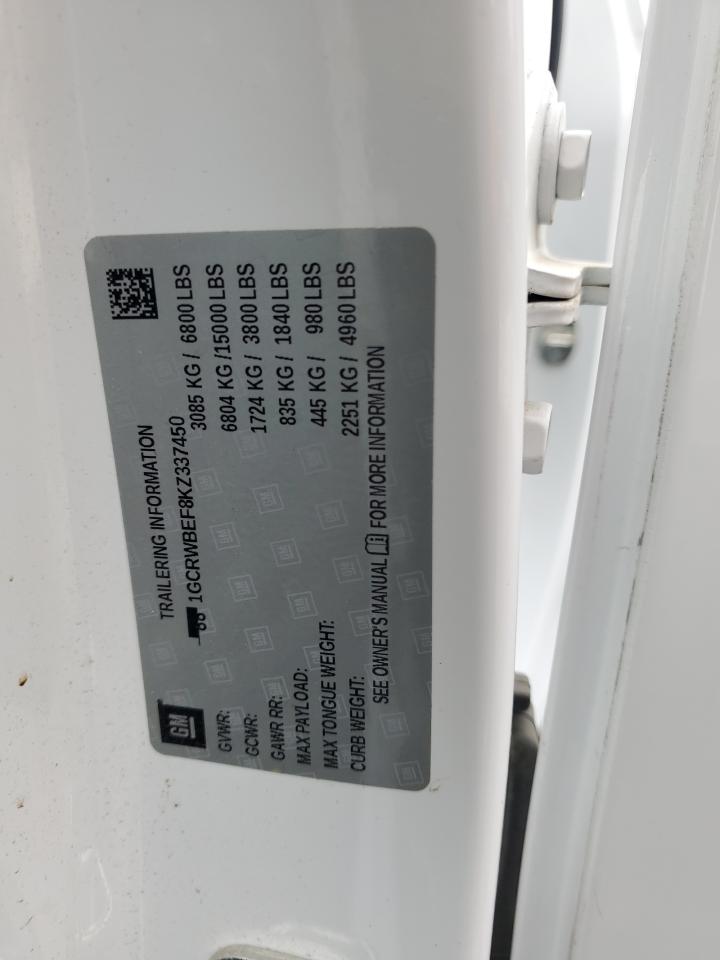 GM
TRAILERING INFORMATION
1GCRWBEF8KZ337450
GVWR: 3085 KG / 6800 LBS
GCWR: 6804 KG /15000 LBS
GAWR RR: 1724 KG / 3800 LBS
MAX PAYLOAD: 835 KG / 1840 LBS
MAX TONGUE WEIGHT: 445 KG / 980 LBS
CURB WEIGHT: 2251 KG / 4960 LBS
SEE OWNER'S MANUAL FOR MORE INFORMATION